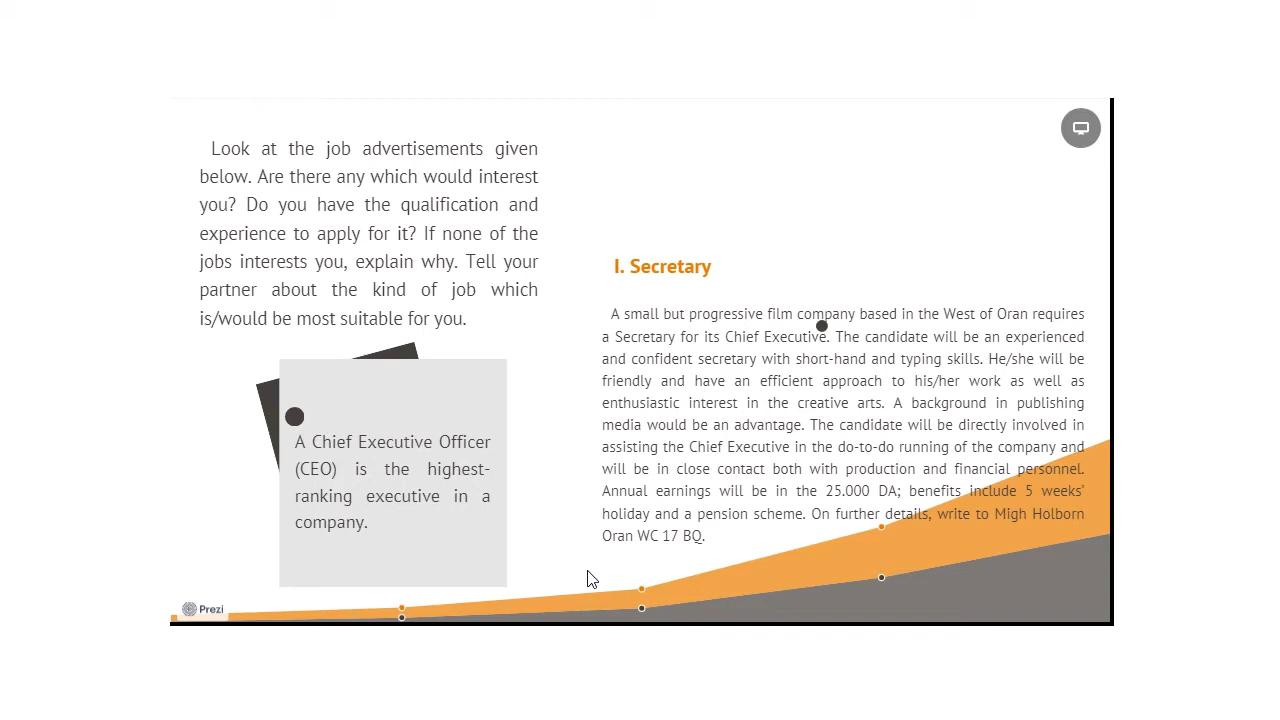 Look at the job advertisements given
below. Are there any which would interest
you? Do you have the qualification and
experience to apply for it? If none of the
jobs interests you, explain why. Tell your
partner about the kind of job which
is/would be most suitable for you.
A Chief Executive Officer
(CEO) is the highest-
ranking executive in a
company.
I. Secretary
A small but progressive film company based in the West of Oran requires
a Secretary for its Chief Executive. The candidate will be an experienced
and confident secretary with short-hand and typing skills. He/she will be
friendly and have an efficient approach to his/her work as well as
enthusiastic interest in the creative arts. A background in publishing
media would be an advantage. The candidate will be directly involved in
assisting the Chief Executive in the do-to-do running of the company and
will be in close contact both with production and financial personnel.
Annual earnings will be in the 25.000 DA; benefits include 5 weeks'
holiday and a pension scheme. On further details, write to Migh Holborn
Oran WC 17 BQ.
Prezi